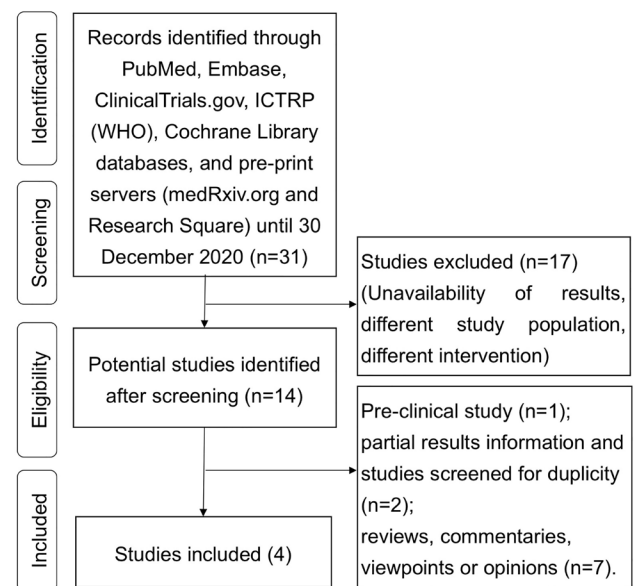 Identification
Records identified through
PubMed, Embase,
ClinicalTrials.gov, ICTRP
(WHO), Cochrane Library
databases, and pre-print
servers (medRxiv.org and
Research Square) until 30
December 2020 (n=31)
Screening
Studies excluded (n=17)
(Unavailability of results,
different study population,
different intervention)
Eligibility
Potential studies identified
after screening (n=14)
Pre-clinical study (n=1);
partial results information and
studies screened for duplicity
(n=2);
reviews, commentaries,
viewpoints or opinions (n=7).
Included
Studies included (4)